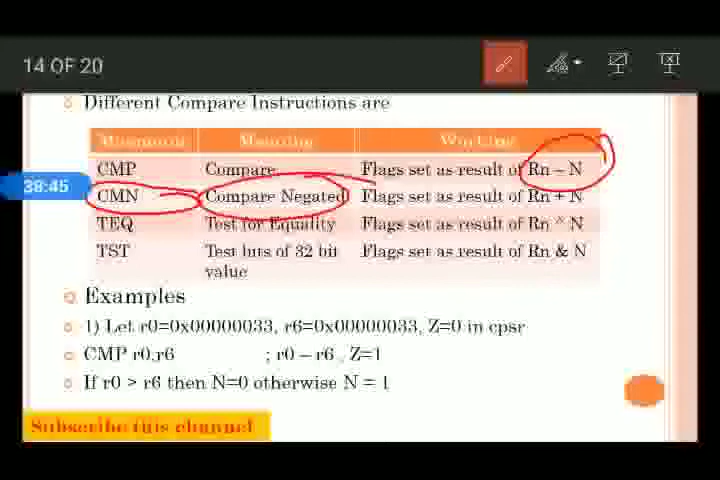 14 OF 20
Different Compare Instructions are
Mnemonic Meaning Working
CMP Compare Flags set as result of Rn – N
38:45
CMN Compare Negated Flags set as result of Rn + N
TEQ Test for Equality Flags set as result of Rn ^ N
TST Test bits of 32 bit Flags set as result of Rn & N
value
Examples
1) Let r0=0x00000033, r6=0x00000033, Z=0 in cpsr
CMP r0,r6 ; r0 – r6 , Z=1
If r0 > r6 then N=0 otherwise N = 1
Subscribe this channel